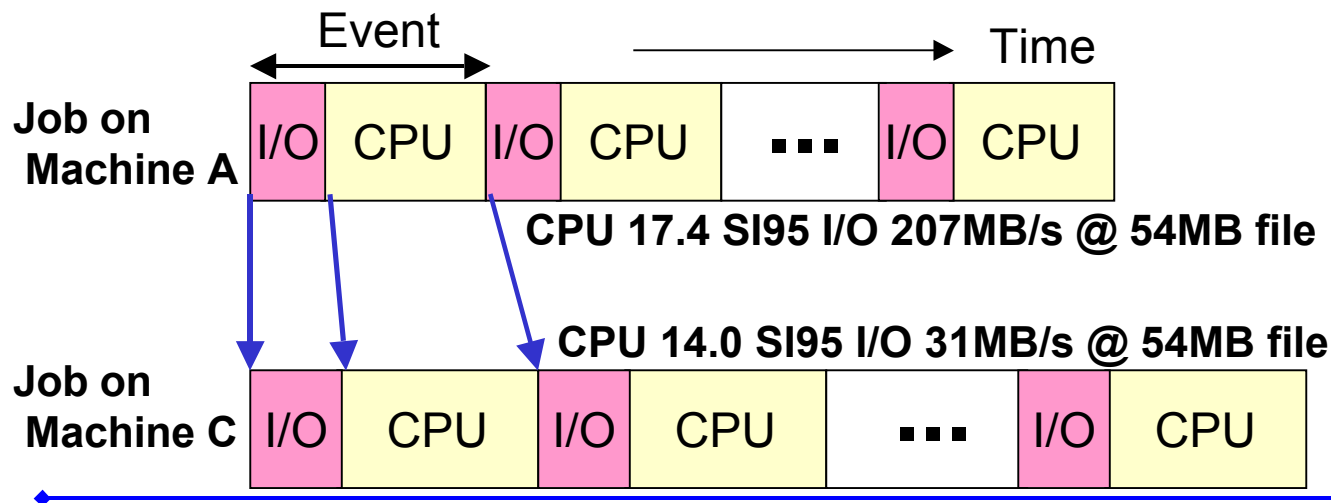 Event
Time
Job on
Machine A
I/O CPU I/O CPU ... I/O CPU
CPU 17.4 SI95 I/O 207MB/s @ 54MB file
CPU 14.0 SI95 I/O 31MB/s @ 54MB file
Job on
Machine C
I/O CPU I/O CPU ... I/O CPU